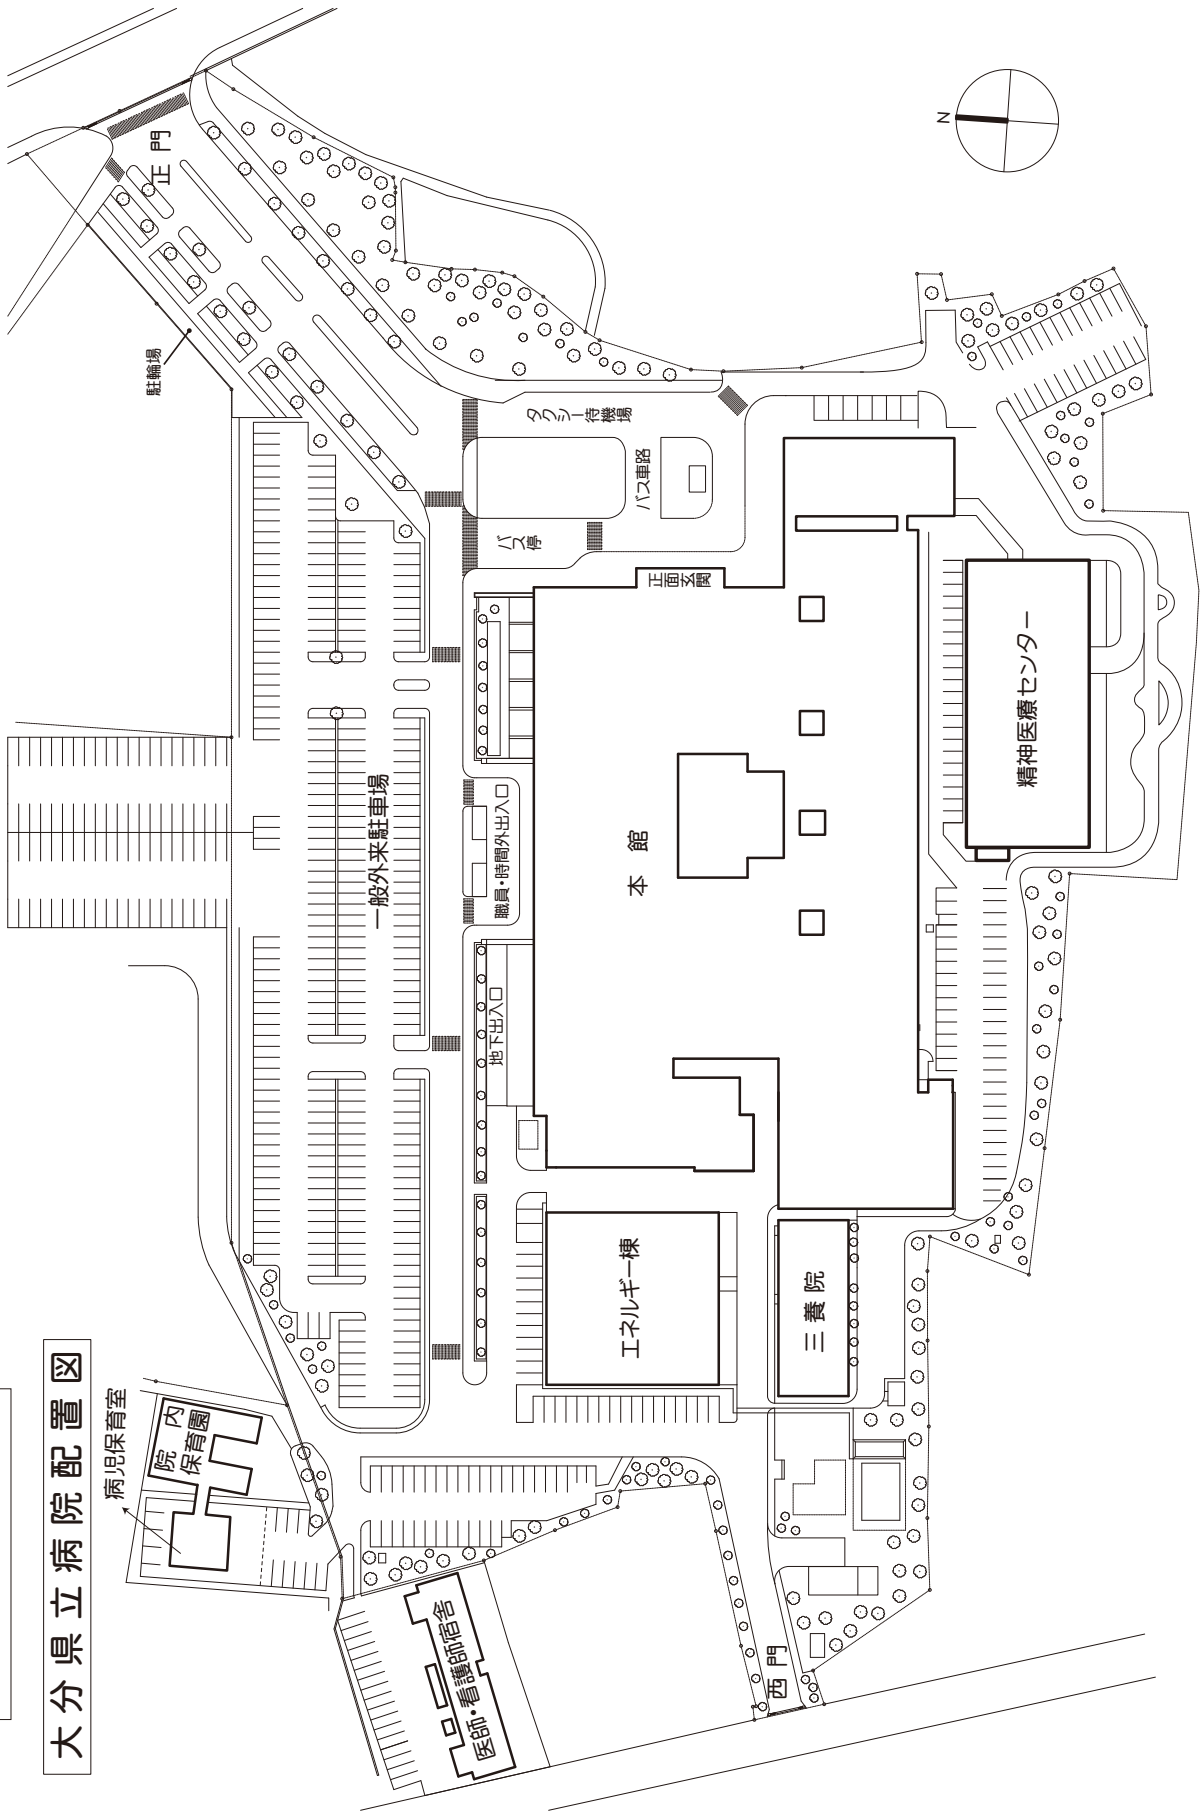 大分県立病院配置図
病児保育室
院内
保育園
医師・看護師宿舎
西門
エネルギー棟
三養院
地下出入口
職員・時間外出入口
一般外来駐車場
本館
精神医療センター
正面玄関
バス停
バス車路
タクシー待機場
駐輪場
正門
N